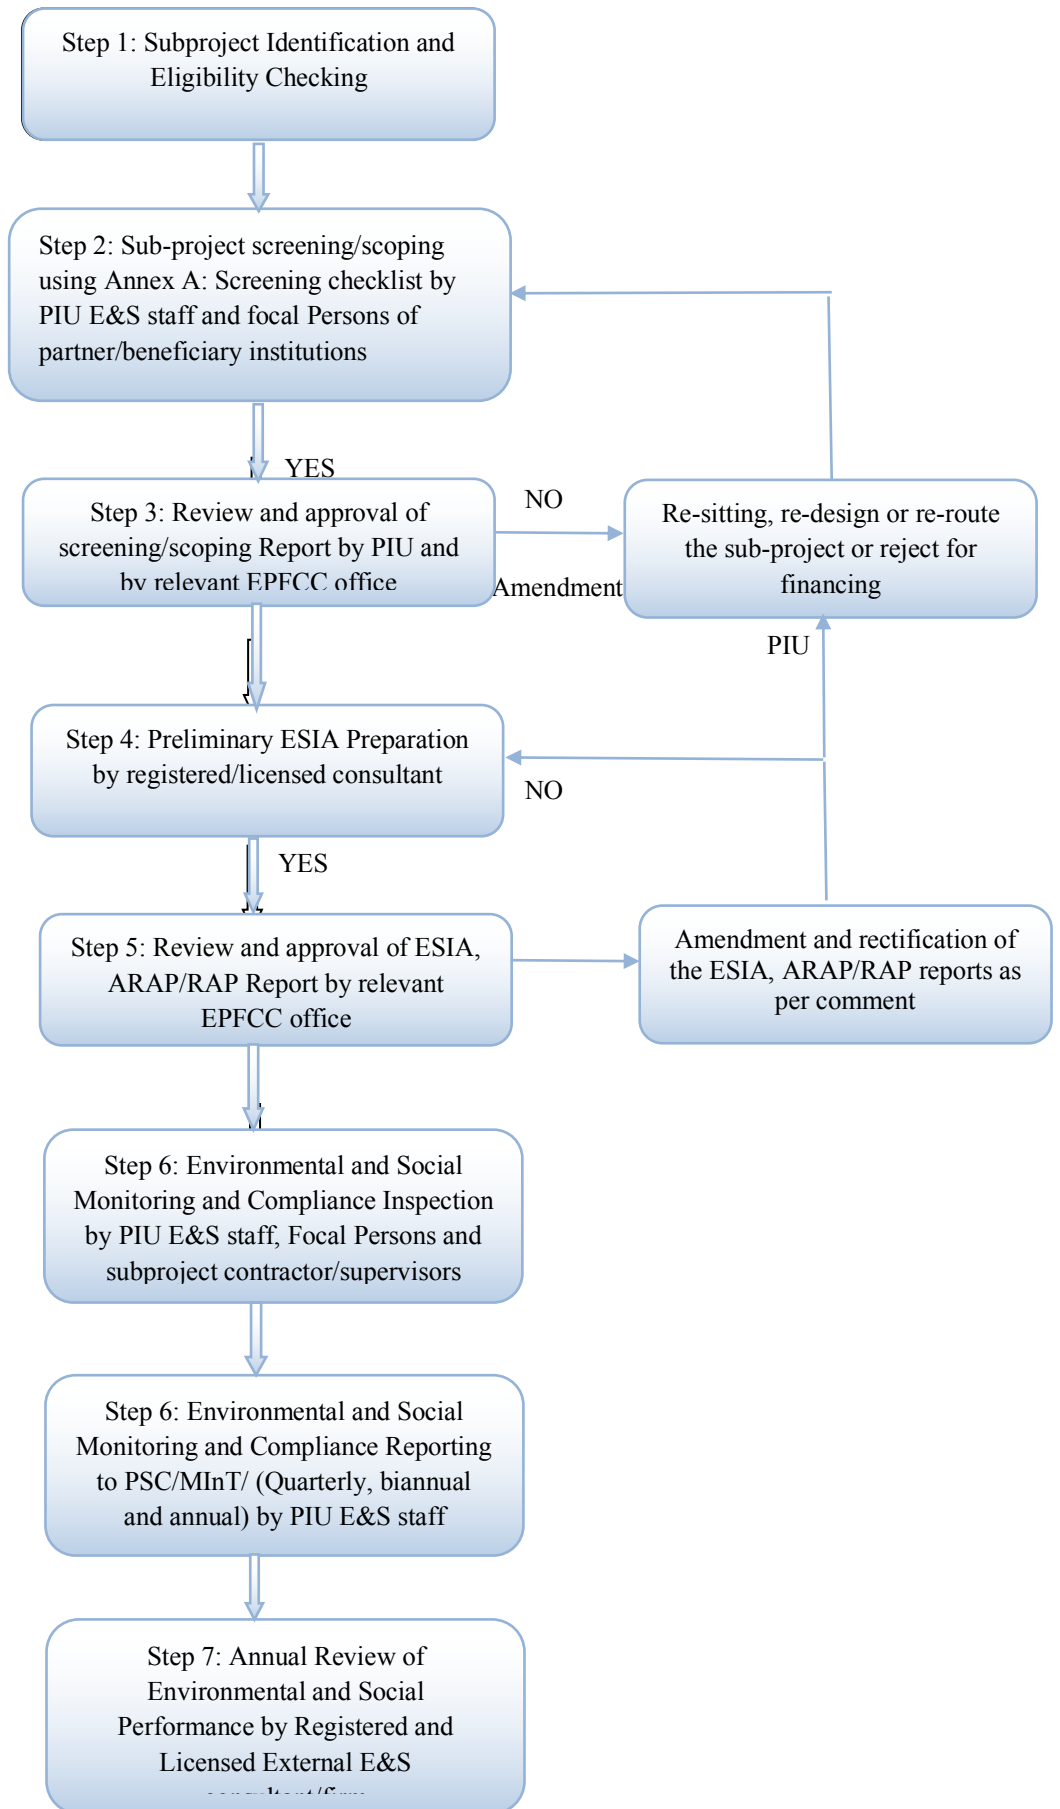 Step 1: Subproject Identification and
Eligibility Checking
Step 2: Sub-project screening/scoping
using Annex A: Screening checklist by
PIU E&S staff and focal Persons of
partner/beneficiary institutions
YES
Step 3: Review and approval of
screening/scoping Report by PIU and
by relevant EPFCC office
NO
Amendment
Re-sitting, re-design or re-route
the sub-project or reject for
financing
PIU
Step 4: Preliminary ESIA Preparation
by registered/licensed consultant
NO
YES
Step 5: Review and approval of ESIA,
ARAP/RAP Report by relevant
EPFCC office
Amendment and rectification of
the ESIA, ARAP/RAP reports as
per comment
Step 6: Environmental and Social
Monitoring and Compliance Inspection
by PIU E&S staff, Focal Persons and
subproject contractor/supervisors
Step 6: Environmental and Social
Monitoring and Compliance Reporting
to PSC/MInT/ (Quarterly, biannual
and annual) by PIU E&S staff
Step 7: Annual Review of
Environmental and Social
Performance by Registered and
Licensed External E&S